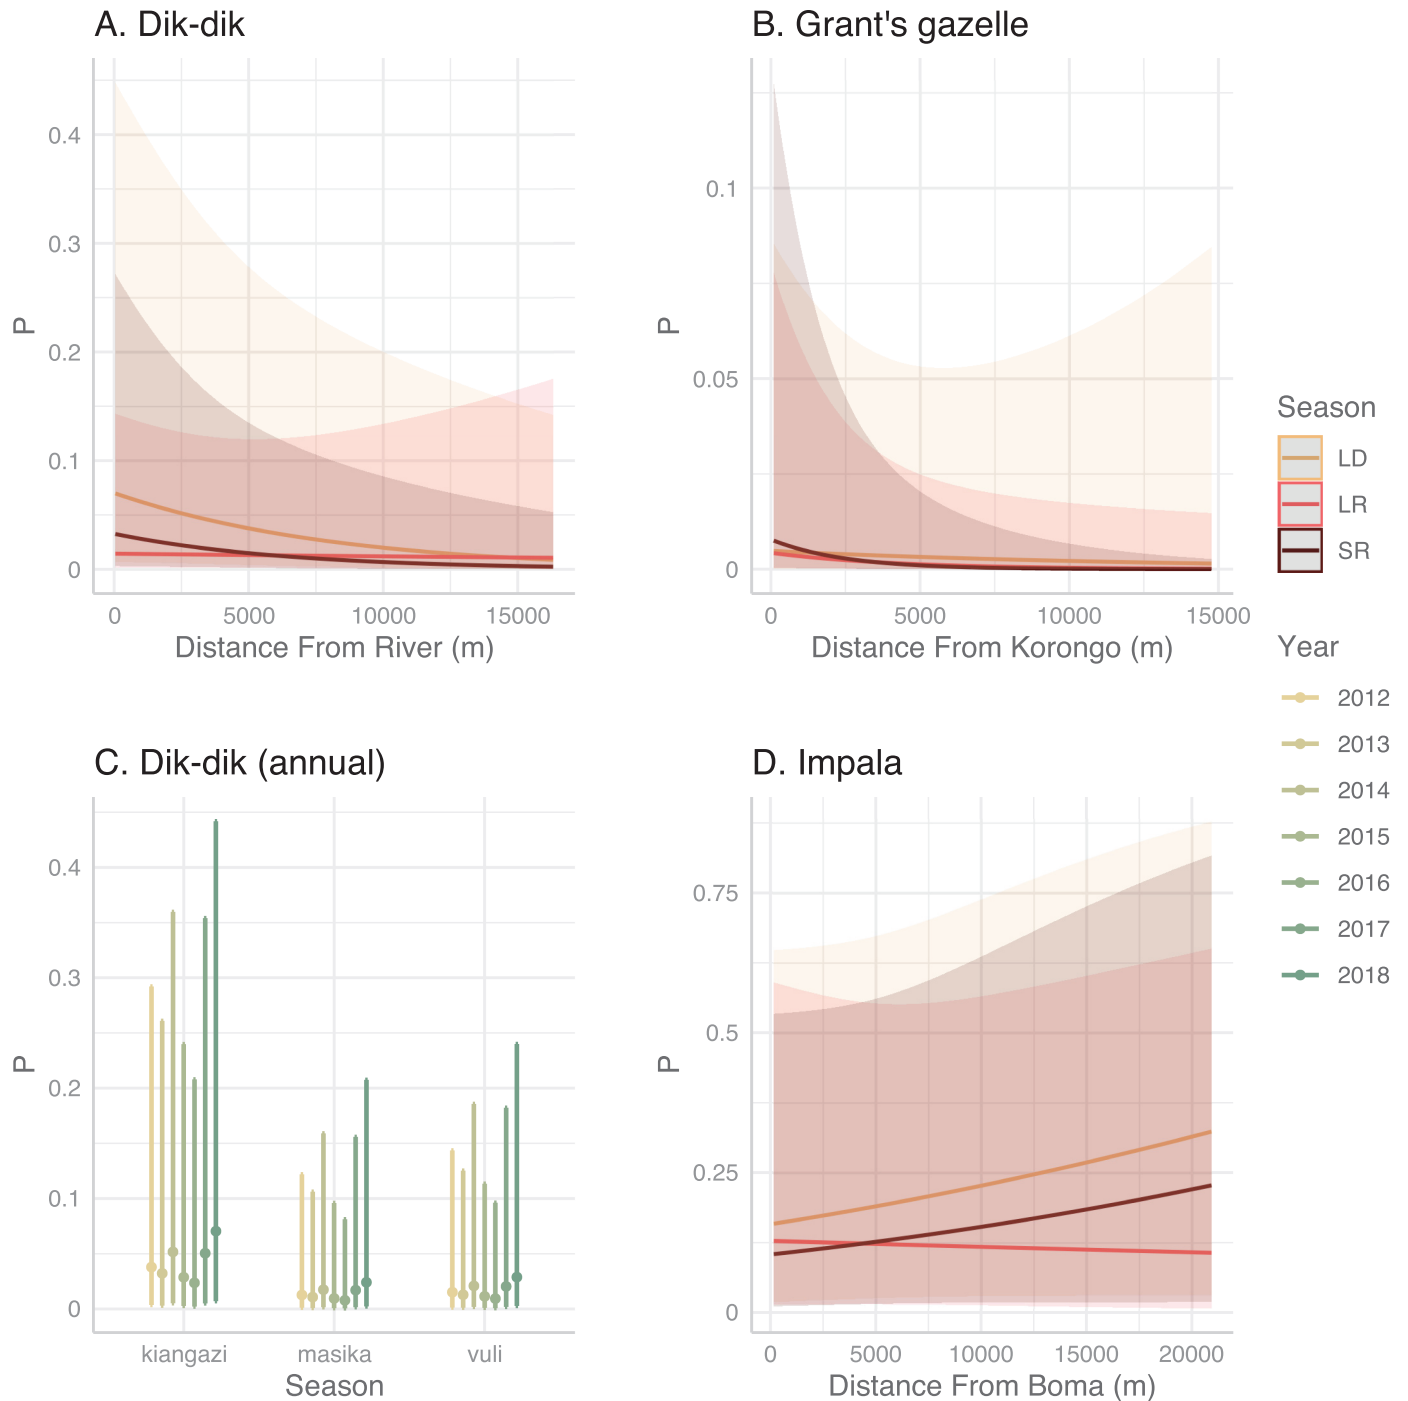 A. Dik-dik
P
0.4
0.3
0.2
0.1
0
0 5000 10000 15000
Distance From River (m)
B. Grant's gazelle
P
0.1
0.05
0
0 5000 10000 15000
Distance From Korongo (m)
Season
LD
LR
SR
Year
2012
2013
2014
2015
2016
2017
2018
C. Dik-dik (annual)
P
0.4
0.3
0.2
0.1
0
kiangazi masika vuli
Season
D. Impala
P
0.75
0.5
0.25
0
0 5000 10000 15000 20000
Distance From Boma (m)